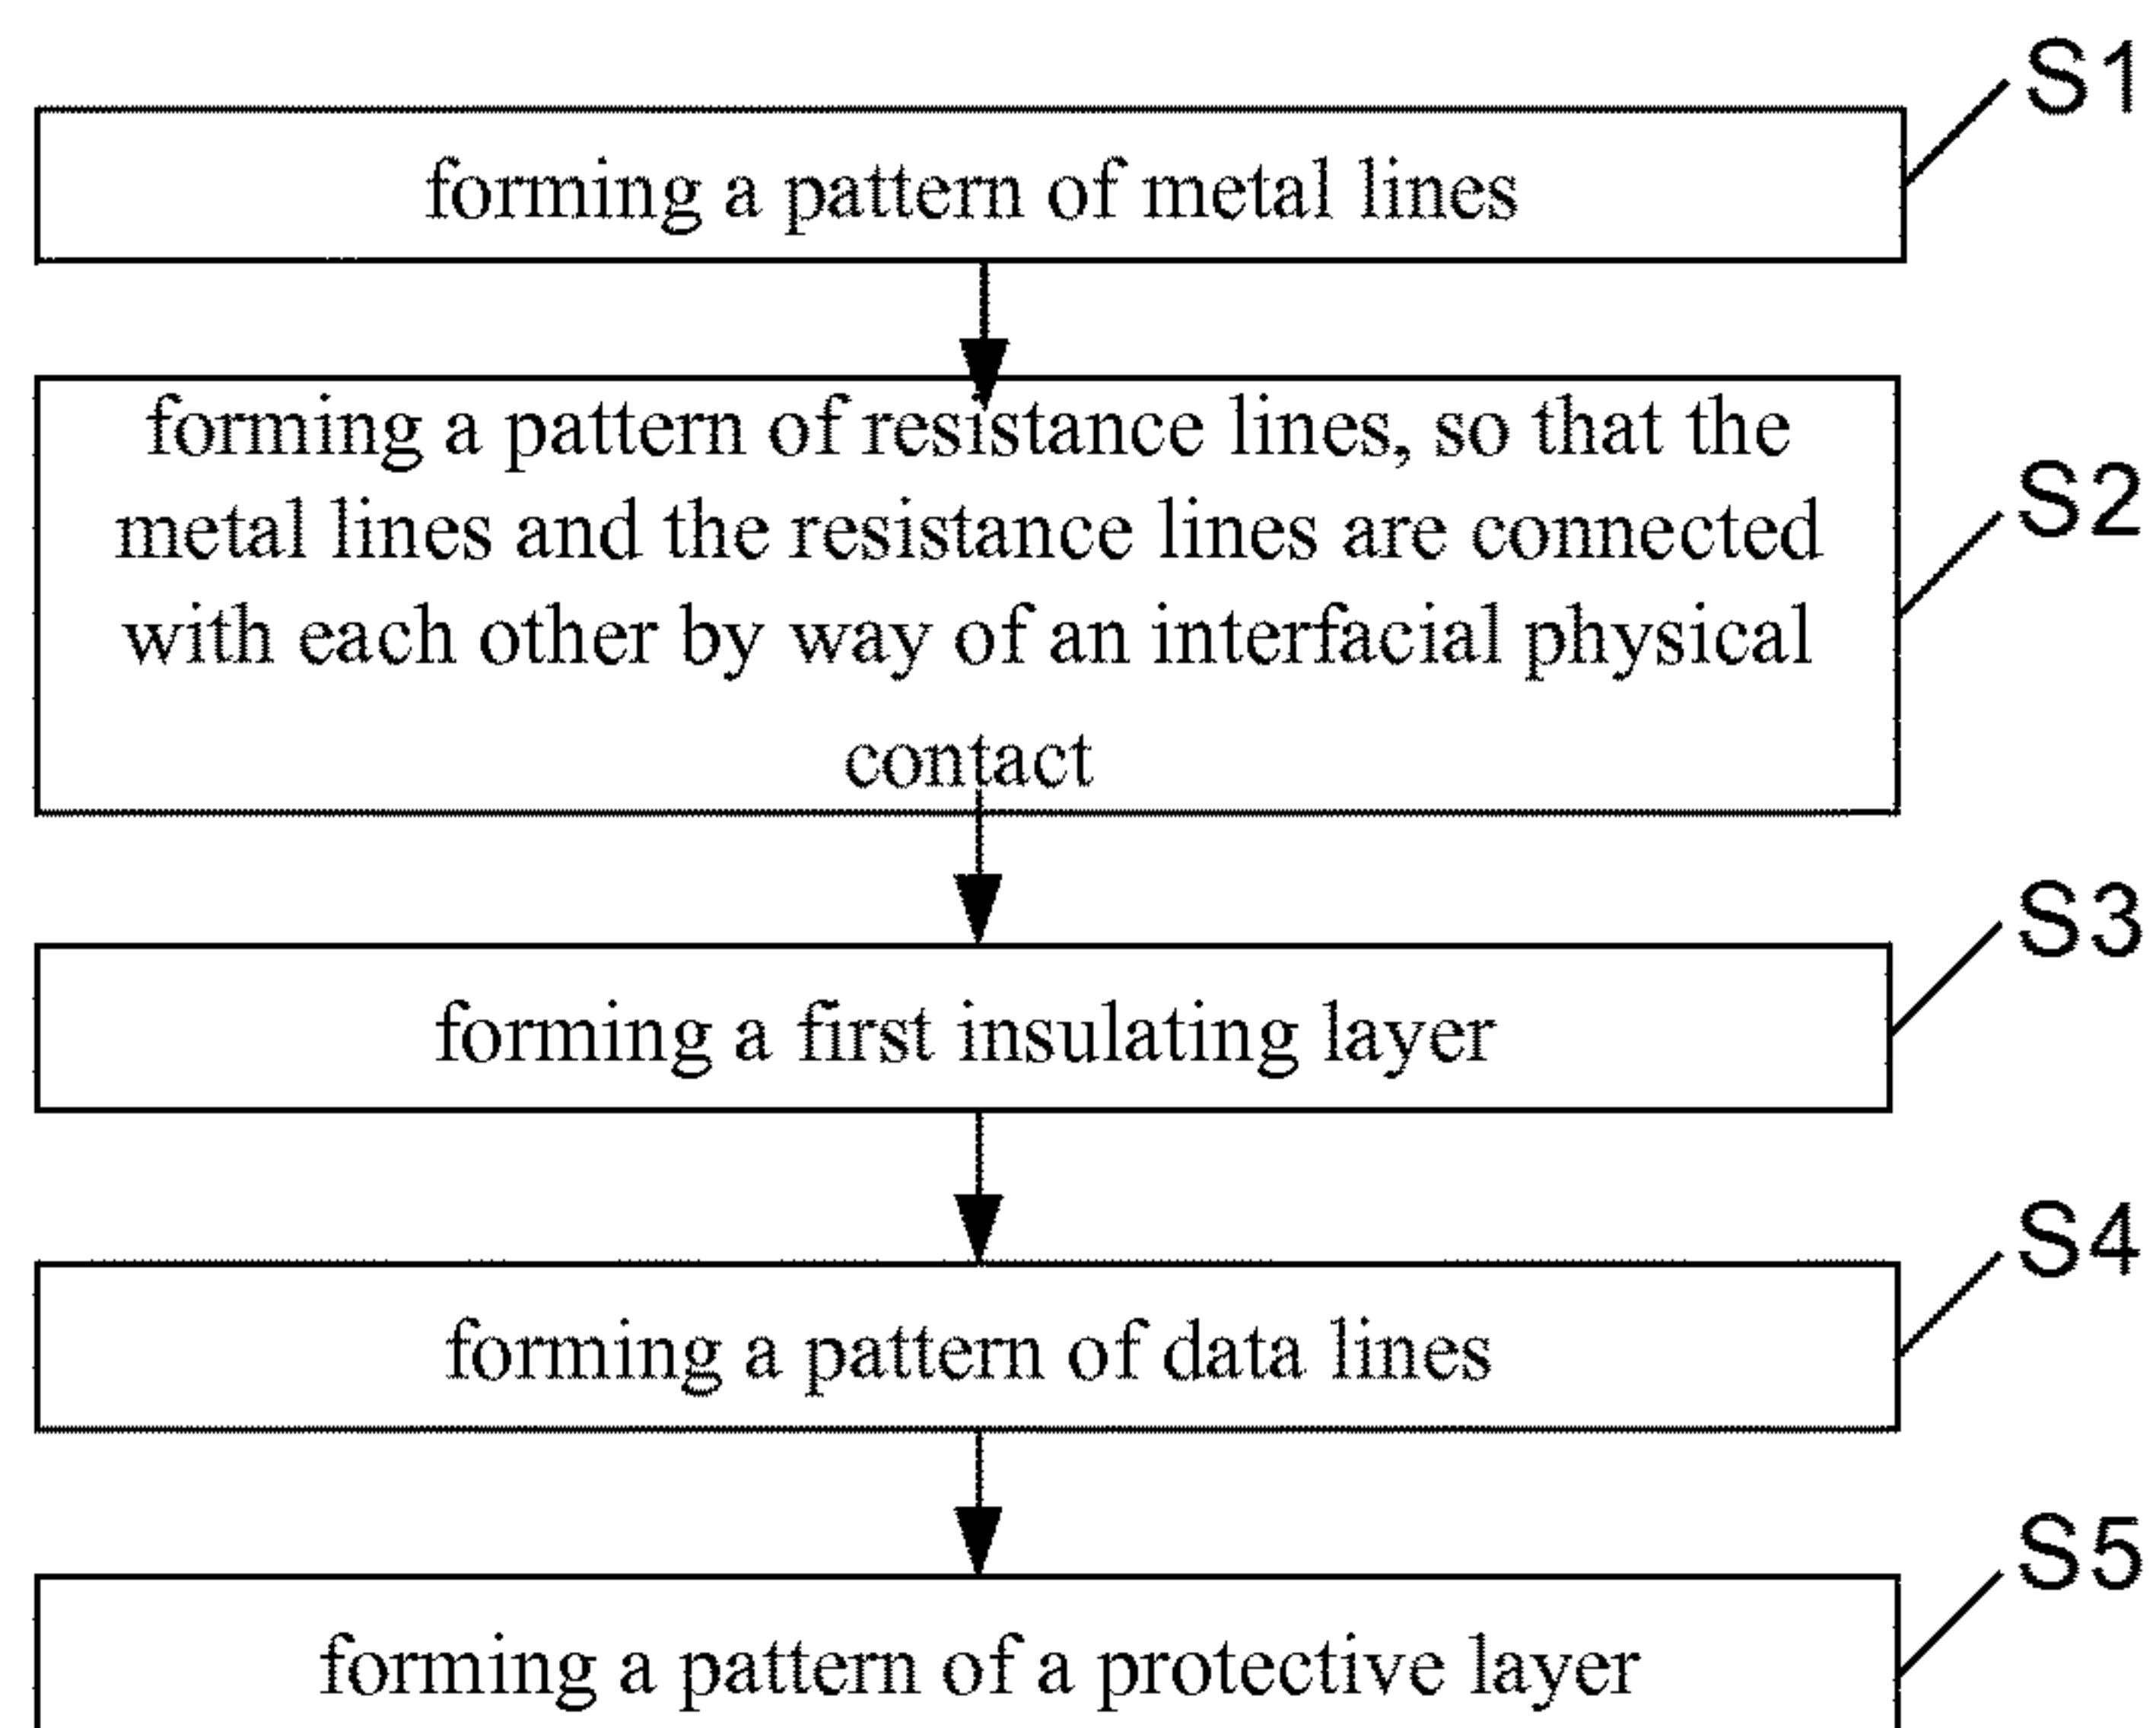 S1
forming a pattern of metal lines
forming a pattern of resistance lines, so that the
metal lines and the resistance lines are connected
S2
with each other by way of an interfacial physical
contact
S3
forming a first insulating layer
S4
forming a pattern of data lines
S5
forming a pattern of a protective layer